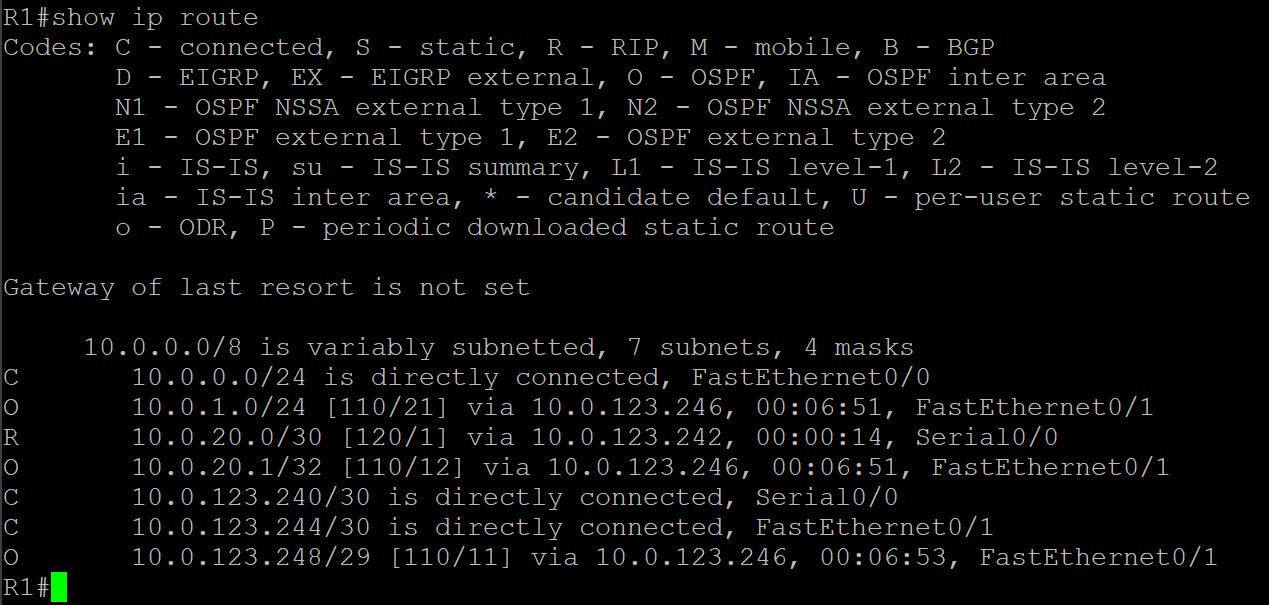 R1#show ip route
Codes: C - connected, S - static, R - RIP, M - mobile, B - BGP
       D - EIGRP, EX - EIGRP external, O - OSPF, IA - OSPF inter area
       N1 - OSPF NSSA external type 1, N2 - OSPF NSSA external type 2
       E1 - OSPF external type 1, E2 - OSPF external type 2
       i - IS-IS, su - IS-IS summary, L1 - IS-IS level-1, L2 - IS-IS level-2
       ia - IS-IS inter area, * - candidate default, U - per-user static route
       o - ODR, P - periodic downloaded static route

Gateway of last resort is not set

     10.0.0.0/8 is variably subnetted, 7 subnets, 4 masks
C       10.0.0.0/24 is directly connected, FastEthernet0/0
O       10.0.1.0/24 [110/21] via 10.0.123.246, 00:06:51, FastEthernet0/1
R       10.0.20.0/30 [120/1] via 10.0.123.242, 00:00:14, Serial0/0
O       10.0.20.1/32 [110/12] via 10.0.123.246, 00:06:51, FastEthernet0/1
C       10.0.123.240/30 is directly connected, Serial0/0
C       10.0.123.244/30 is directly connected, FastEthernet0/1
O       10.0.123.248/29 [110/11] via 10.0.123.246, 00:06:53, FastEthernet0/1
R1#